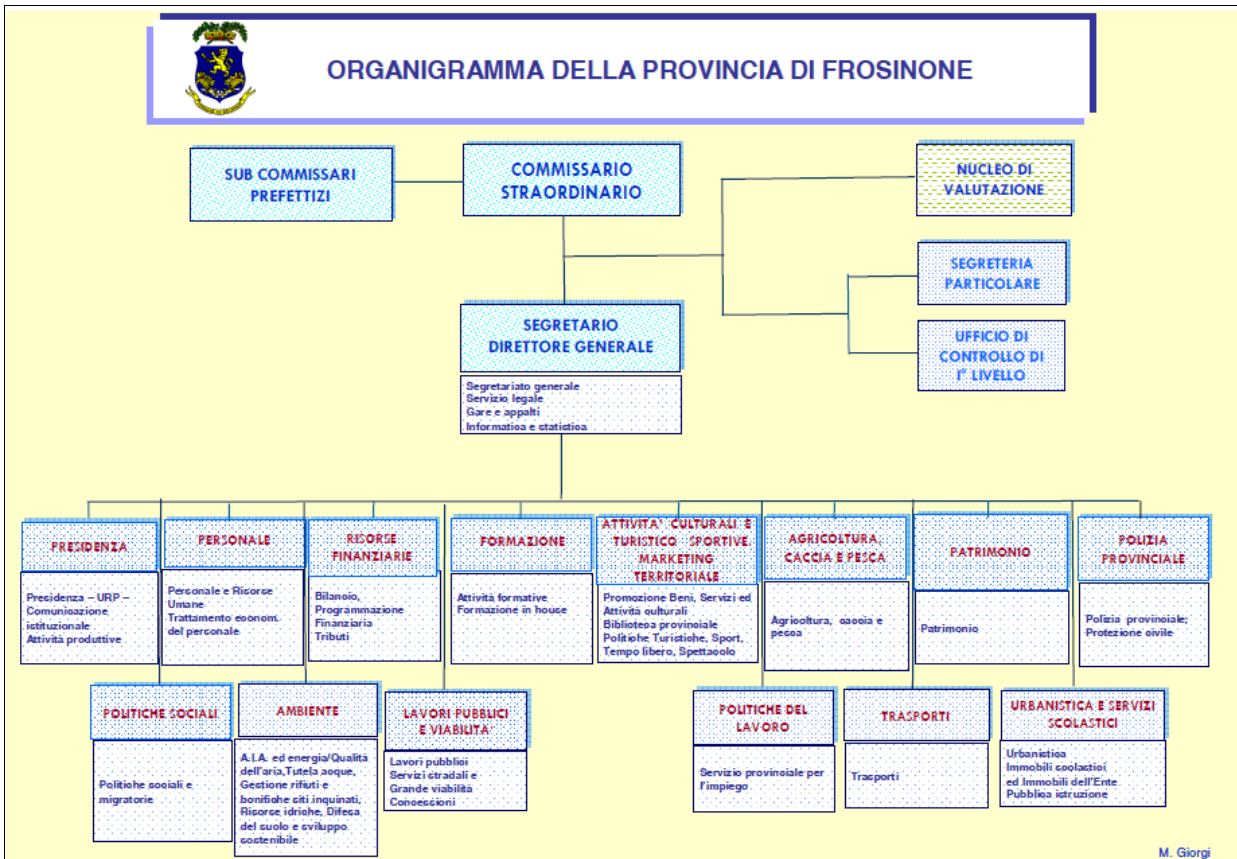 ORGANIGRAMMA DELLA PROVINCIA DI FROSINONE
SUB COMMISSARI
PREFETTIZI
COMMISSARIO
STRAORDINARIO
NUCLEO DI
VALUTAZIONE
SEGRETERIA
PARTICOLARE
UFFICIO DI
CONTROLLO DI
I° LIVELLO
SEGRETARIO
DIRETTORE GENERALE
Segretariato generale
Servizio legale
Gare e appalti
Informatica e statistica
PRESIDENZA
Presidenza – URP –
Comunicazione
istituzionale
Attività produttive
PERSONALE
Personale e Risorse
Umane
Trattamento econom.
del personale
RISORSE
FINANZIARIE
Bilancio,
Programmazione
Finanziaria
Tributi
FORMAZIONE
Attività formative
Formazione in house
ATTIVITA' CULTURALI E
TURISTICO SPORTIVE.
MARKETING
TERRITORIALE
Promozione Beni, Servizi ed
Attività culturali
Biblioteca provinciale
Politiche Turistiche, Sport,
Tempo libero, Spettacolo
AGRICOLTURA,
CACCIA E PESCA
Agricoltura, caccia e
pesca
PATRIMONIO
Patrimonio
POLIZIA
PROVINCIALE
Polizia provinciale;
Protezione civile
POLITICHE SOCIALI
Politiche sociali e
migratorie
AMBIENTE
A.I.A. ed energia/Qualità
dell'aria,Tutela acque,
Gestione rifiuti e
bonifiche siti inquinati,
Risorse idriche, Difesa
del suolo e sviluppo
sostenibile
LAVORI PUBBLICI
E VIABILITA'
Lavori pubblici
Servizi stradali e
Grande viabilità
Concessioni
POLITICHE DEL
LAVORO
Servizio provinciale per
l'impiego
TRASPORTI
Trasporti
URBANISTICA E SERVIZI
SCOLASTICI
Urbanistica
Immobili scolastici
ed Immobili dell'Ente
Pubblica istruzione
M. Giorgi